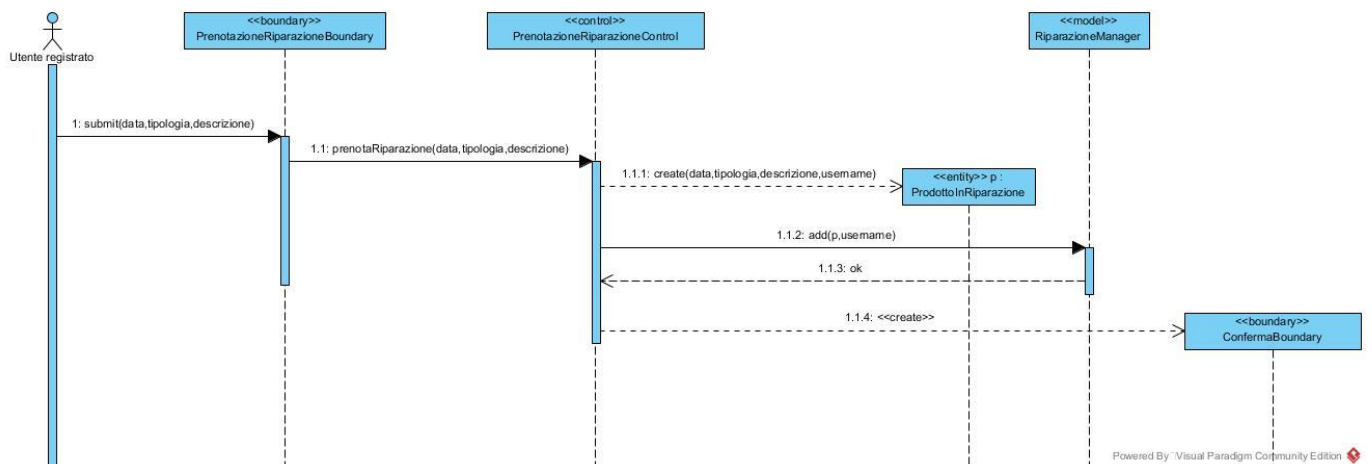 <<boundary>>
PrenotazioneRiparazioneBoundary
<<control>>
PrenotazioneRiparazioneControl
<<model>>
RiparazioneManager
Utente registrato
1: submit(data,tipologia,descrizione)
1.1: prenotaRiparazione(data,tipologia,descrizione)
1.1.1: create(data,tipologia,descrizione,username)
<<entity>> p :
ProdottoInRiparazione
1.1.2: add(p,username)
1.1.3: ok
1.1.4: <<create>>
<<boundary>>
ConfermaBoundary
Powered By Visual Paradigm Community Edition